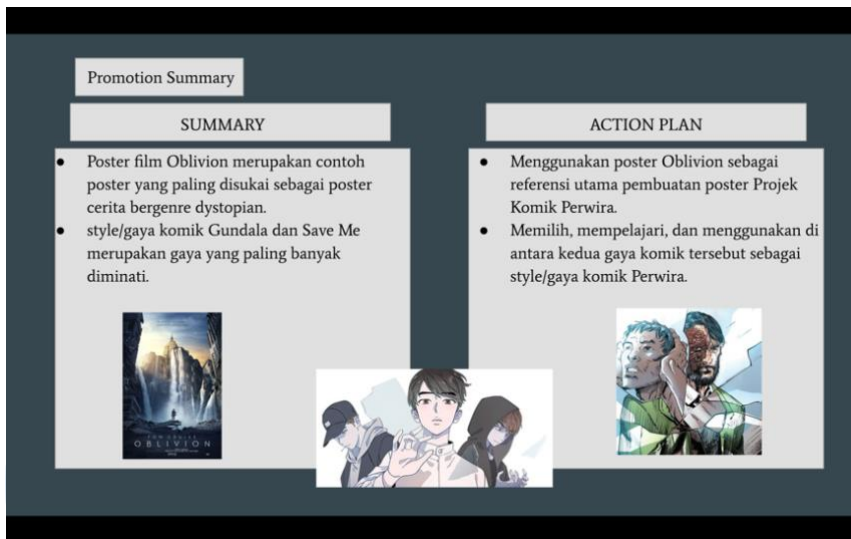 Promotion Summary
SUMMARY
● Poster film Oblivion merupakan contoh
poster yang paling disukai sebagai poster
cerita bergenre dystopian.
● style/gaya komik Gundala dan Save Me
merupakan gaya yang paling banyak
diminati.
OBLIVION
ACTION PLAN
● Menggunakan poster Oblivion sebagai
referensi utama pembuatan poster Projek
Komik Perwira.
● Memilih, mempelajari, dan menggunakan di
antara kedua gaya komik tersebut sebagai
style/gaya komik Perwira.